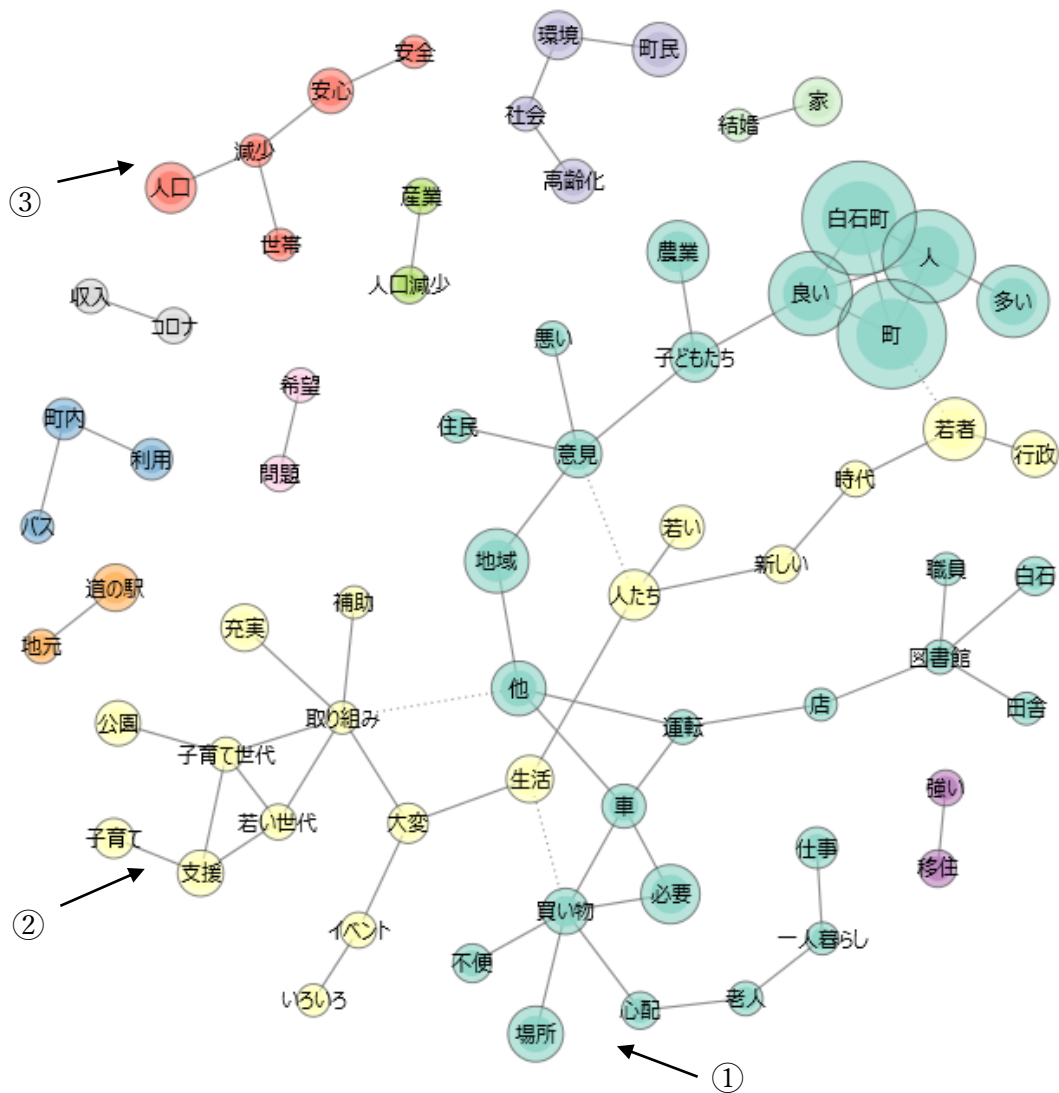 環境
町民
安全
安心
家
社会
結婚
減少
③
人口
高齢化
産業
白石町
世帯
農業
人
人口減少
良い
多い
収入
コロナ
町
悪い
子どもたち
希望
町内
住民
若者
利用
意見
行政
問題
時代
バス
若い
地域
新しい
職員
白石
道の駅
人たち
補助
充実
地元
図書館
他
公園
取り組み
店
田舎
運転
子育て世代
生活
強い
車
若い世代
大変
子育て
仕事
支援
移住
②
買い物
必要
イベント
一人暮らし
不便
いろいろ
心配
老人
場所
①